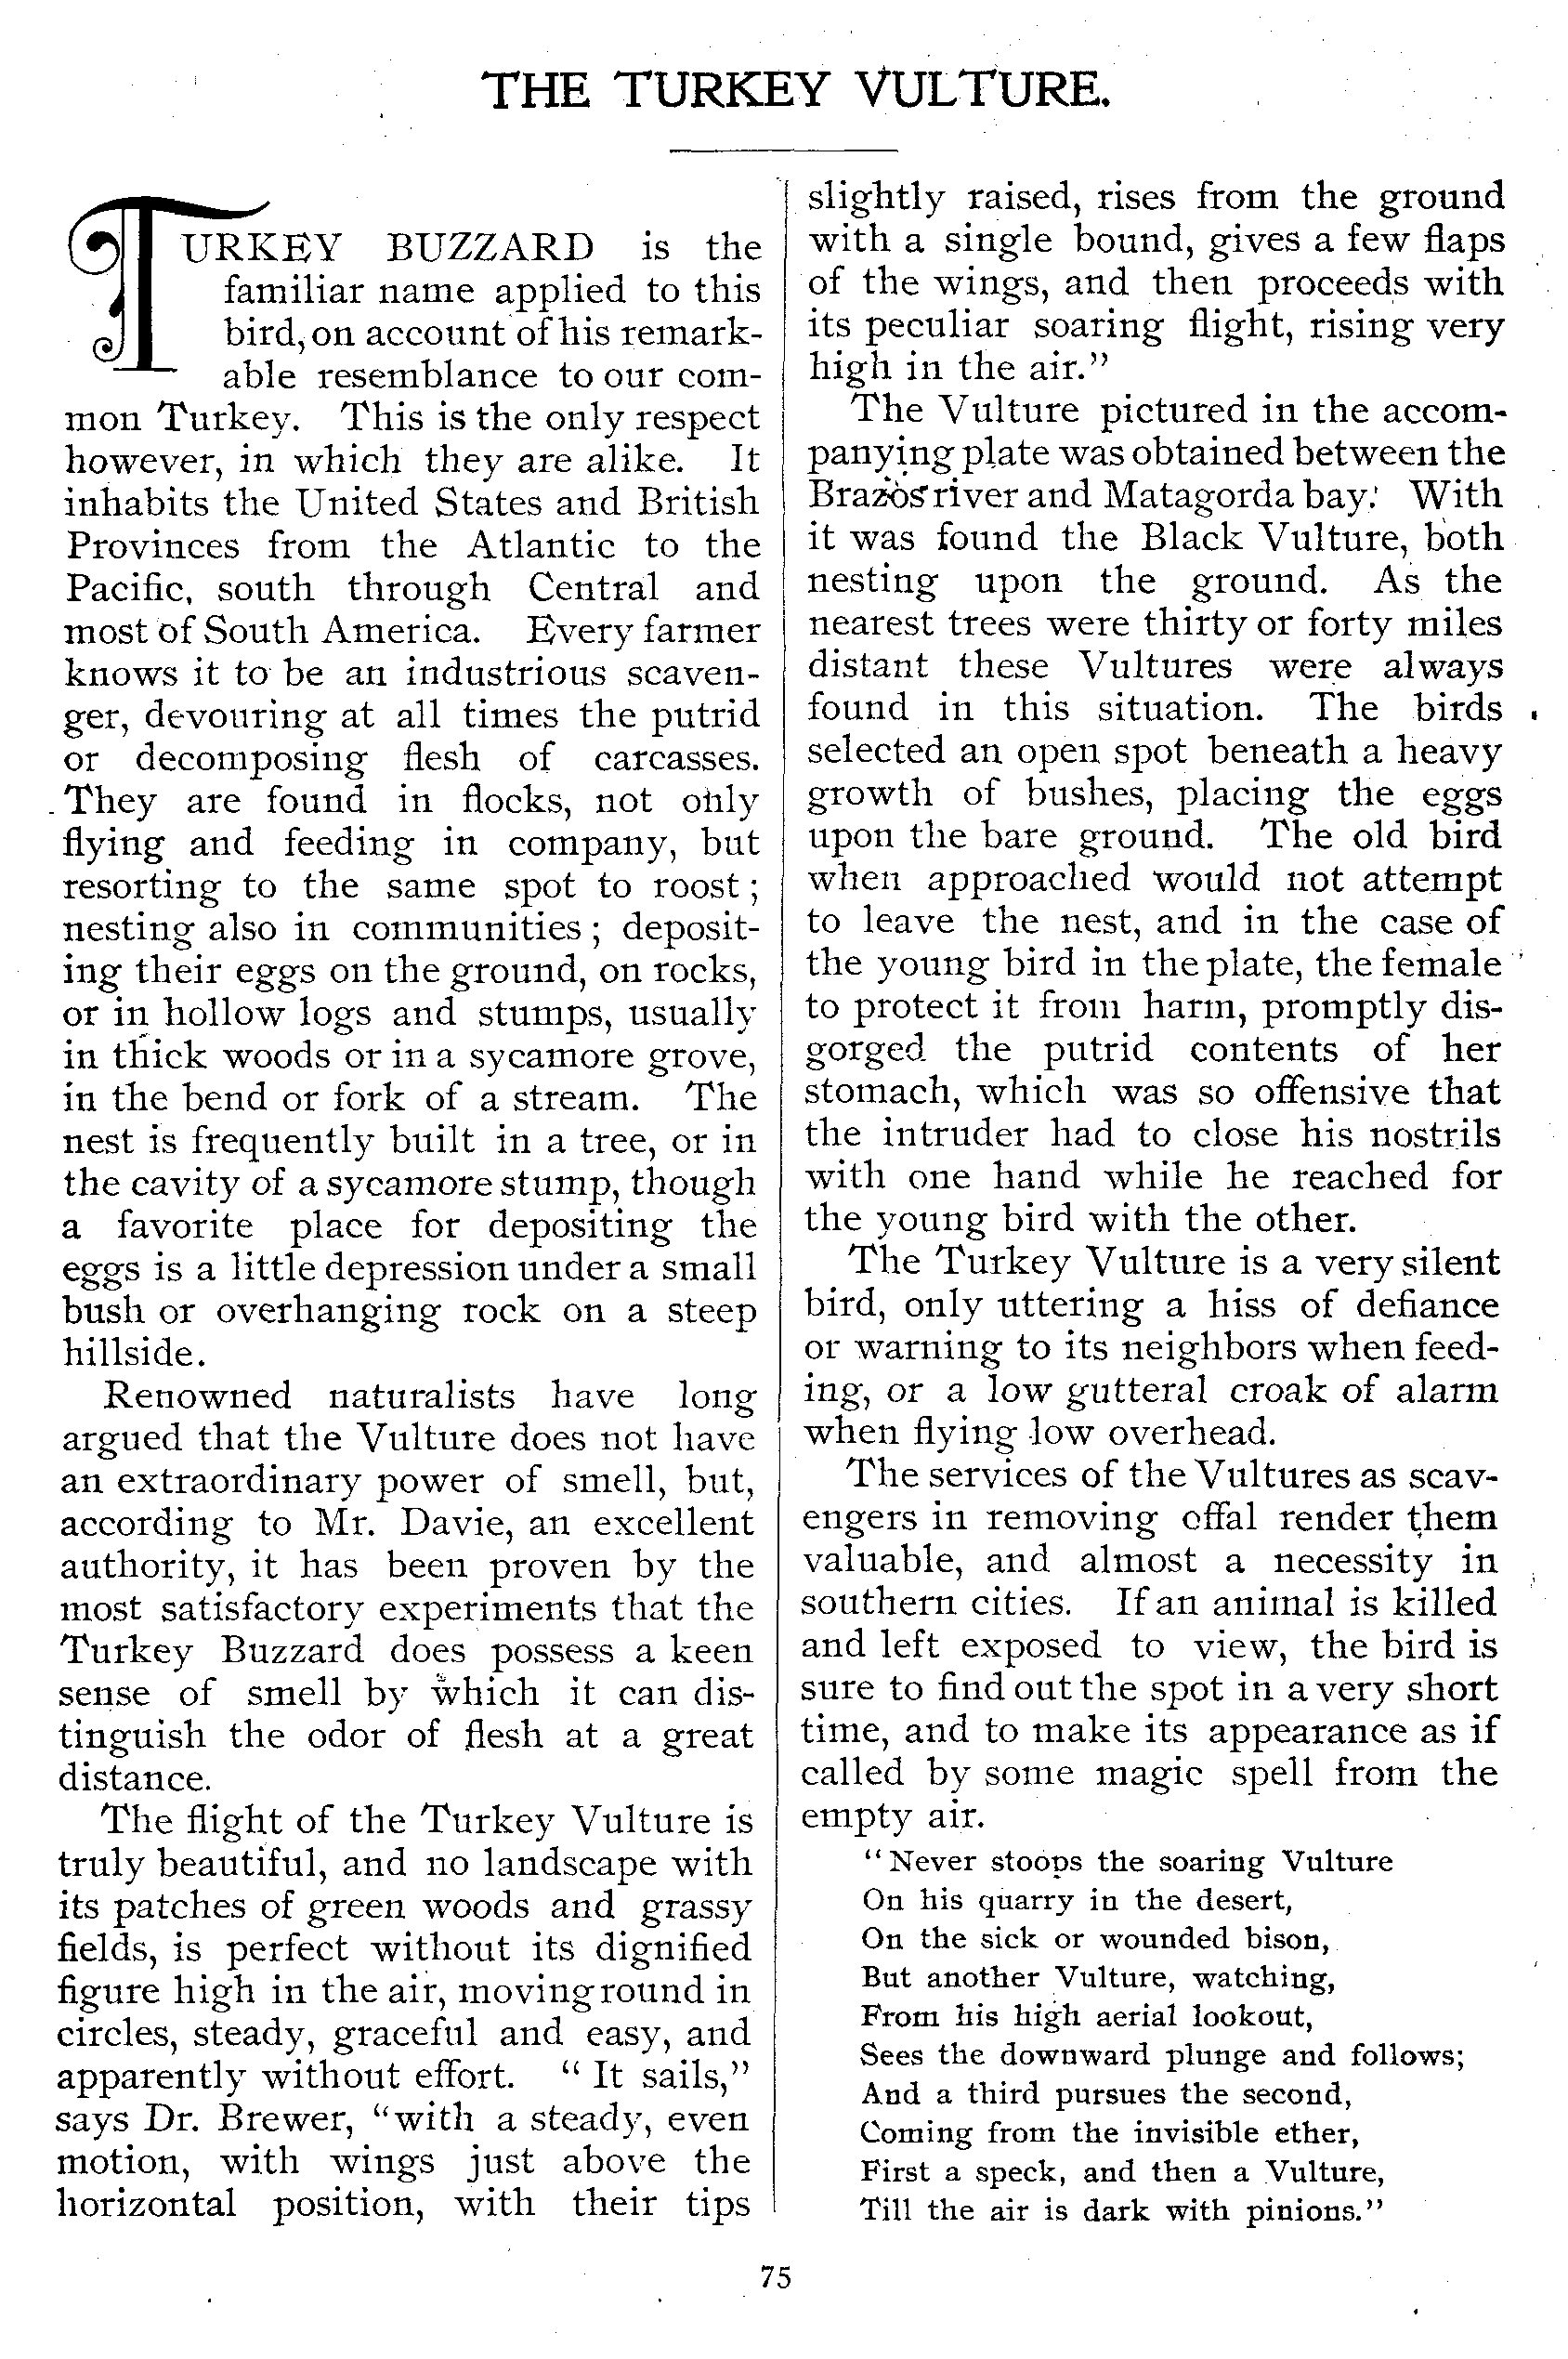 THE TURKEY VULTURE.
TURKEY BUZZARD is the
familiar name applied to this
bird, on account of his remark-
able resemblance to our com-
mon Turkey. This is the only respect
however, in which they are alike. It
inhabits the United States and British
Provinces from the Atlantic to the
Pacific, south through Central and
most of South America. Every farmer
knows it to be an industrious scaven-
ger, devouring at all times the putrid
or decomposing flesh of carcasses.
They are found in flocks, not only
flying and feeding in company, but
resorting to the same spot to roost;
nesting also in communities; deposit-
ing their eggs on the ground, on rocks,
or in hollow logs and stumps, usually
in thick woods or in a sycamore grove,
in the bend or fork of a stream. The
nest is frequently built in a tree, or in
the cavity of a sycamore stump, though
a favorite place for depositing the
eggs is a little depression under a small
bush or overhanging rock on a steep
hillside.
Renowned naturalists have long
argued that the Vulture does not have
an extraordinary power of smell, but,
according to Mr. Davie, an excellent
authority, it has been proven by the
most satisfactory experiments that the
Turkey Buzzard does possess a keen
sense of smell by which it can dis-
tinguish the odor of flesh at a great
distance.
The flight of the Turkey Vulture is
truly beautiful, and no landscape with
its patches of green woods and grassy
fields, is perfect without its dignified
figure high in the air, moving round in
circles, steady, graceful and easy, and
apparently without effort. "It sails,"
says Dr. Brewer, "with a steady, even
motion, with wings just above the
horizontal position, with their tips
slightly raised, rises from the ground
with a single bound, gives a few flaps
of the wings, and then proceeds with
its peculiar soaring flight, rising very
high in the air."
The Vulture pictured in the accom-
panying plate was obtained between the
Brazos river and Matagorda bay. With
it was found the Black Vulture, both
nesting upon the ground. As the
nearest trees were thirty or forty miles
distant these Vultures were always
found in this situation. The birds
selected an open spot beneath a heavy
growth of bushes, placing the eggs
upon the bare ground. The old bird
when approached would not attempt
to leave the nest, and in the case of
the young bird in the plate, the female
to protect it from harm, promptly dis-
gorged the putrid contents of her
stomach, which was so offensive that
the intruder had to close his nostrils
with one hand while he reached for
the young bird with the other.
The Turkey Vulture is a very silent
bird, only uttering a hiss of defiance
or warning to its neighbors when feed-
ing, or a low gutteral croak of alarm
when flying low overhead.
The services of the Vultures as scav-
engers in removing offal render them
valuable, and almost a necessity in
southern cities. If an animal is killed
and left exposed to view, the bird is
sure to find out the spot in a very short
time, and to make its appearance as if
called by some magic spell from the
empty air.
"Never stoops the soaring Vulture
On his quarry in the desert,
On the sick or wounded bison,
But another Vulture, watching,
From his high aerial lookout,
Sees the downward plunge and follows;
And a third pursues the second,
Coming from the invisible ether,
First a speck, and then a Vulture,
Till the air is dark with pinions."
75